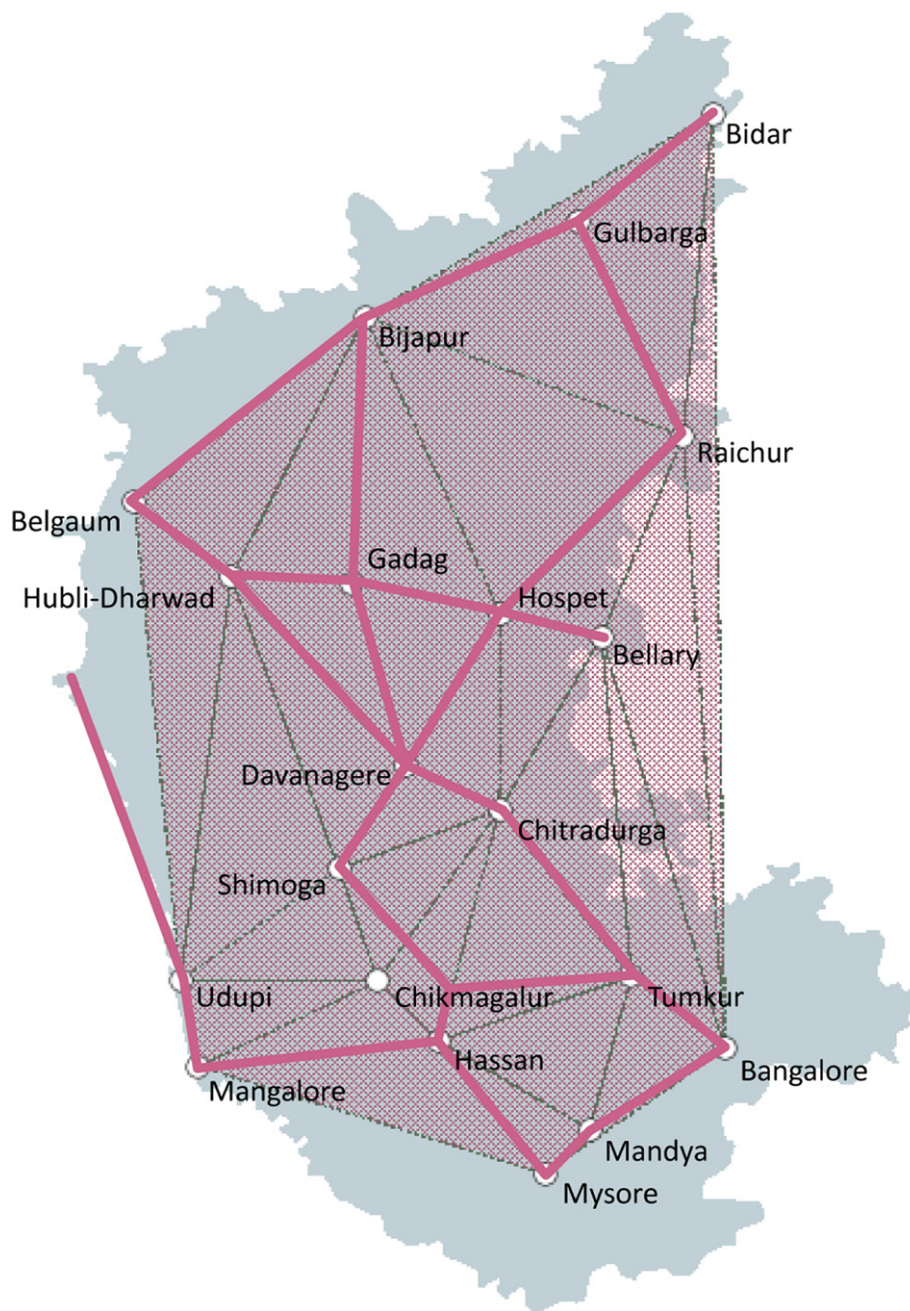 Bidar
Gulbarga
Bijapur
Raichur
Belgaum
Gadag
Hubli-Dharwad
Hospet
Bellary
Davanagere
Chitradurga
Shimoga
Udupi
Chikmagalur
Tumkur
Hassan
Bangalore
Mangalore
Mandya
Mysore